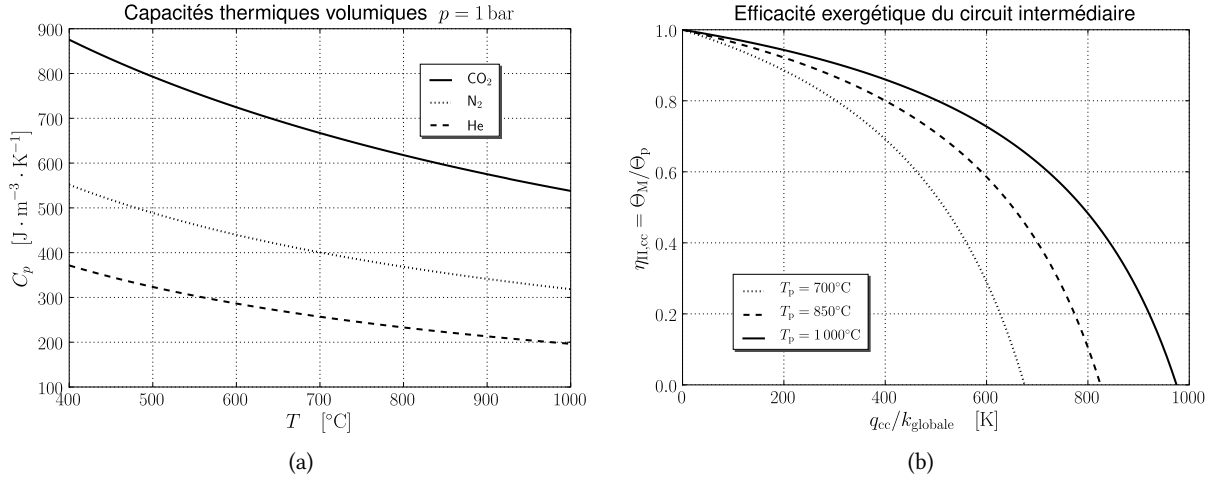 Capacités thermiques volumiques p = 1 bar
900
800
700
600
500
400
300
200
100
C_p [J · m⁻³ · K⁻¹]
CO₂
N₂
He
400 500 600 700 800 900 1000
T [°C]
(a)
Efficacité exergétique du circuit intermédiaire
1.0
0.8
0.6
0.4
0.2
0.0
η_II,cc = Θ_M/Θ_p
T_p = 700°C
T_p = 850°C
T_p = 1 000°C
0 200 400 600 800 1000
q_cc/k_globale [K]
(b)